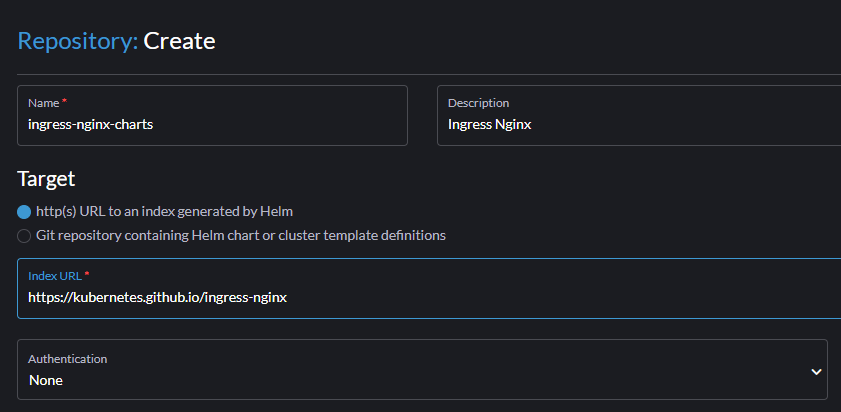 Repository: Create
Name *
ingress-nginx-charts
Description
Ingress Nginx
Target
http(s) URL to an index generated by Helm
Git repository containing Helm chart or cluster template definitions
Index URL *
https://kubernetes.github.io/ingress-nginx
Authentication
None